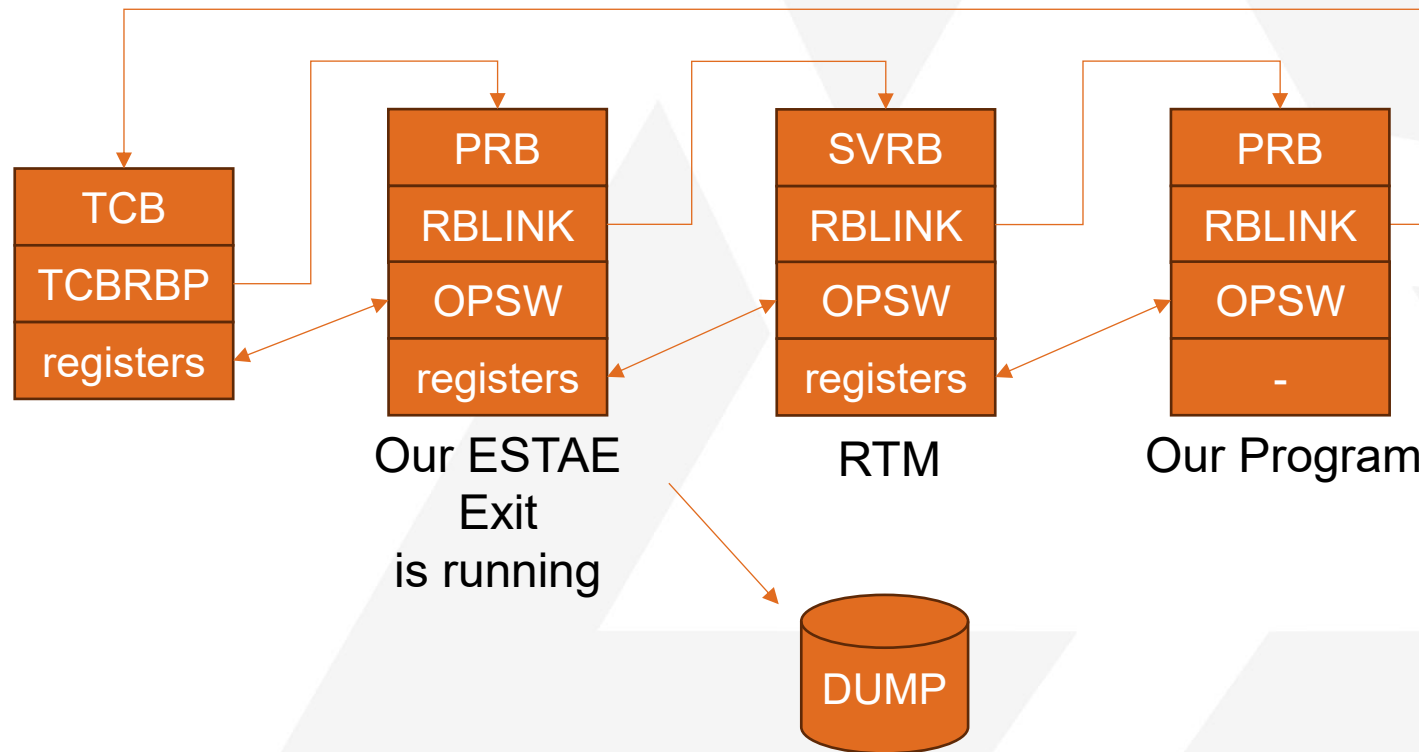 TCB
TCBRBP
registers
PRB
RBLINK
OPSW
registers
Our ESTAE
Exit
is running
SVRB
RBLINK
OPSW
registers
RTM
PRB
RBLINK
OPSW
-
Our Program
DUMP